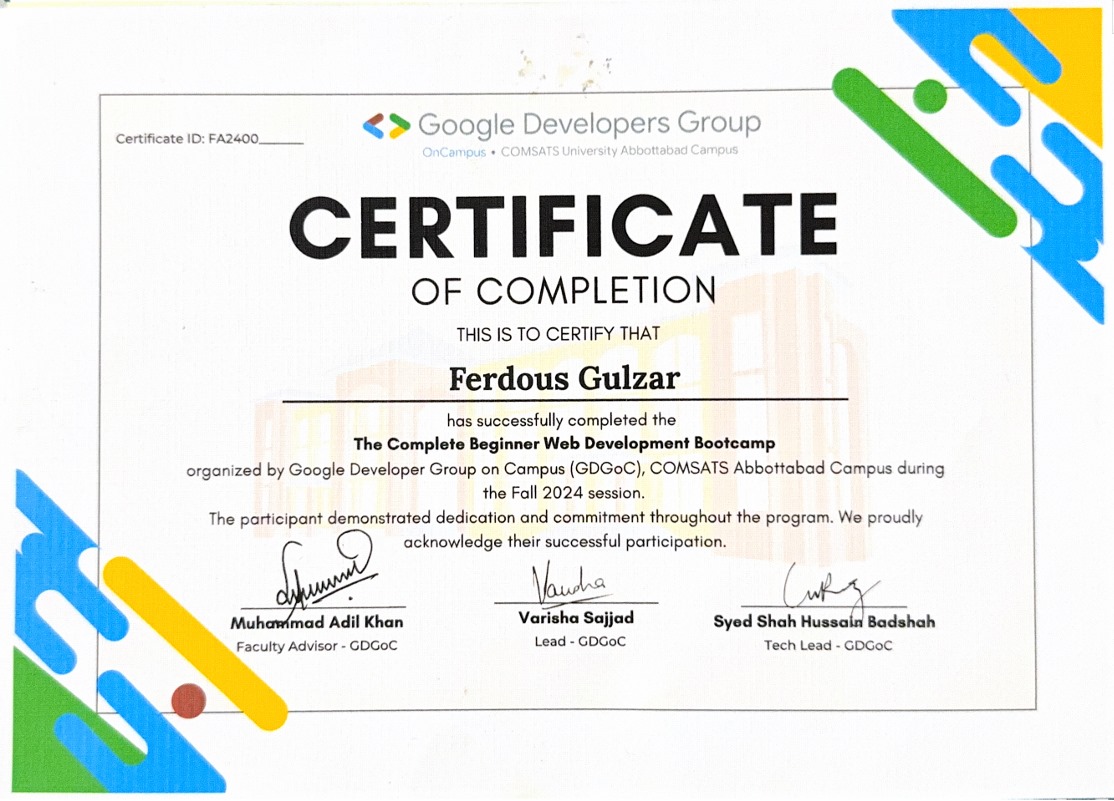 Certificate ID: FA2400______
Google Developers Group
OnCampus • COMSATS University Abbottabad Campus
CERTIFICATE
OF COMPLETION
THIS IS TO CERTIFY THAT
Ferdous Gulzar
has successfully completed the
The Complete Beginner Web Development Bootcamp
organized by Google Developer Group on Campus (GDGoC), COMSATS Abbottabad Campus during
the Fall 2024 session.
The participant demonstrated dedication and commitment throughout the program. We proudly
acknowledge their successful participation.
Varisha
Muhammad Adil Khan
Faculty Advisor - GDGoC
Varisha Sajjad
Lead - GDGoC
Syed Shah Hussain Badshah
Tech Lead - GDGoC